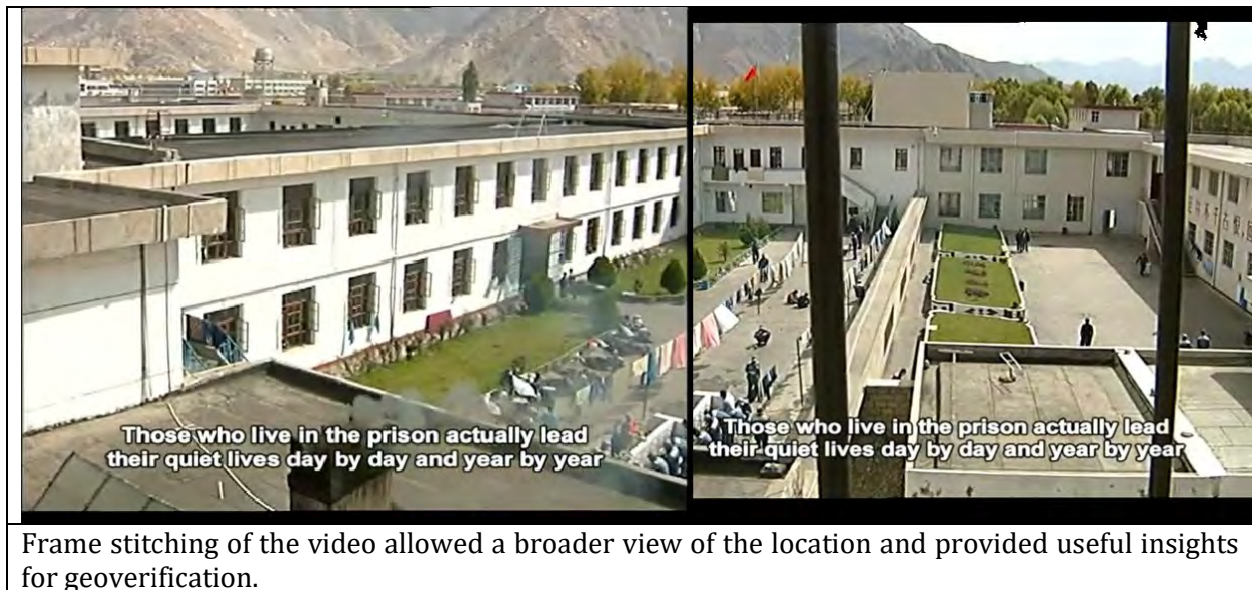 Those who live in the prison actually lead
their quiet lives day by day and year by year
Those who live in the prison actually lead
their quiet lives day by day and year by year
Frame stitching of the video allowed a broader view of the location and provided useful insights
for geoverification.